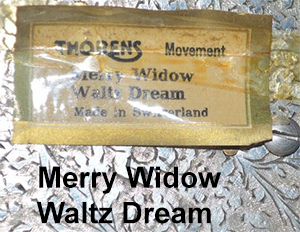 THORENS Movement
Merry Widow
Waltz Dream
Made in Switzerland
Merry Widow
Waltz Dream